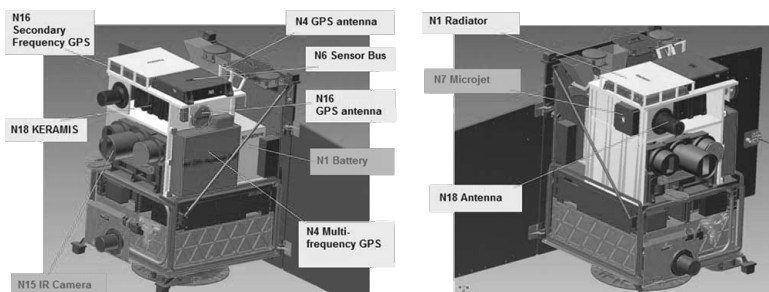 N16
Secondary
Frequency GPS
N4 GPS antenna
N6 Sensor Bus
N16
GPS antenna
N18 KERAMIS
N1 Battery
N4 Multi-
frequency GPS
N15 IR Camera
N1 Radiator
N7 Microjet
N18 Antenna